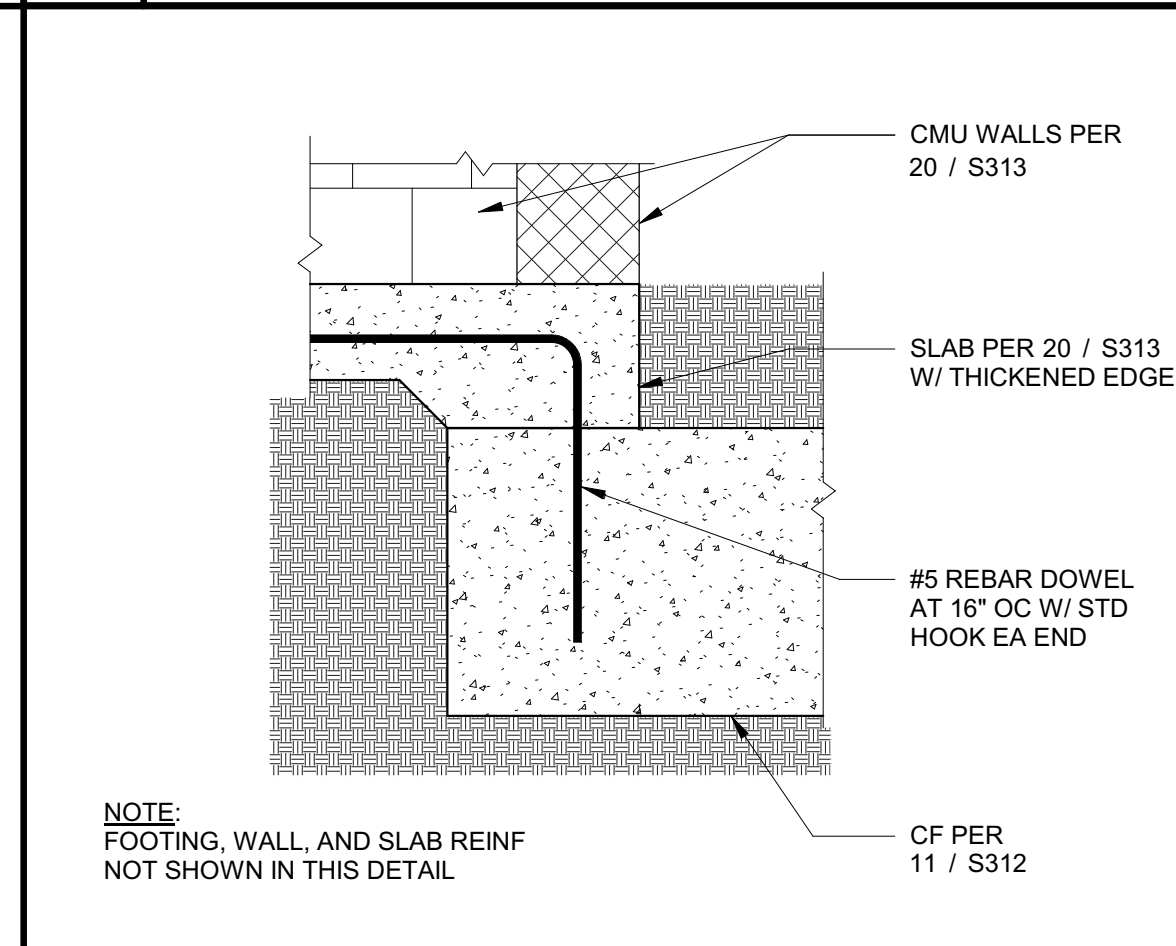 CMU WALLS PER
20 / S313
SLAB PER 20 / S313
W/ THICKENED EDGE
#5 REBAR DOWEL
AT 16" OC W/ STD
HOOK EA END
CF PER
11 / S312
NOTE:
FOOTING, WALL, AND SLAB REINF
NOT SHOWN IN THIS DETAIL